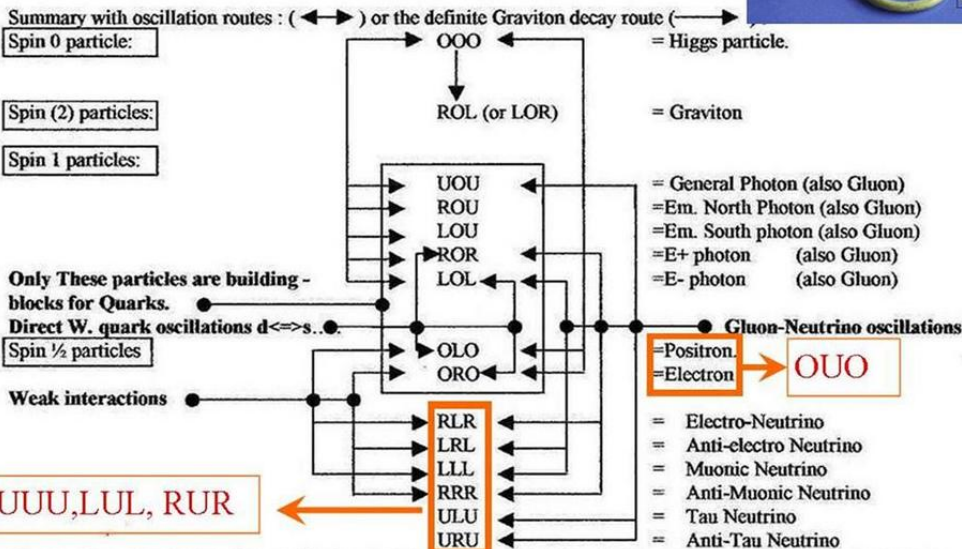 Summary with oscillation routes : ( ◄─► ) or the definite Graviton decay route (──►
Spin 0 particle: OOO = Higgs particle.
Spin (2) particles: ROL (or LOR) = Graviton
Spin 1 particles:
UOU = General Photon (also Gluon)
ROU =Em. North Photon (also Gluon)
LOU =Em. South photon (also Gluon)
ROR =E+ photon (also Gluon)
Only These particles are building - LOL =E- photon (also Gluon)
blocks for Quarks.
Direct W. quark oscillations d<=>s.. Gluon-Neutrino oscillations
Spin ½ particles OLO =Positron.
ORO =Electron OUO
Weak interactions
RLR = Electro-Neutrino
LRL = Anti-electro Neutrino
LLL = Muonic Neutrino
UUU,LUL, RUR RRR = Anti-Muonic Neutrino
ULU = Tau Neutrino
URU = Anti-Tau Neutrino